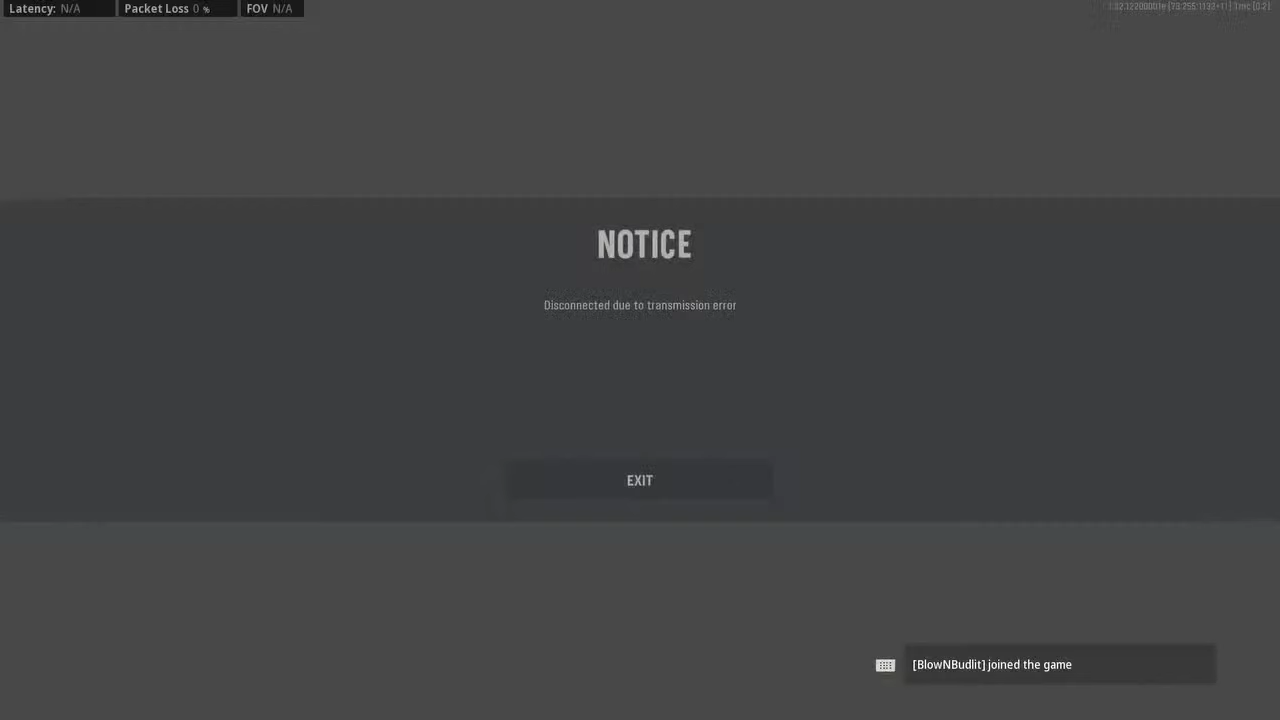 Latency: N/A
Packet Loss 0 %
FOV N/A
NOTICE
Disconnected due to transmission error
EXIT
[BlowNBudlit] joined the game